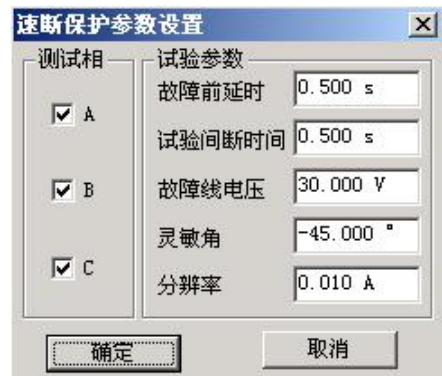 速断保护参数设置
测试相
A
B
C
试验参数
故障前延时 0.500 s
试验间断时间 0.500 s
故障线电压 30.000 V
灵敏角 -45.000 °
分辨率 0.010 A
确定 取消